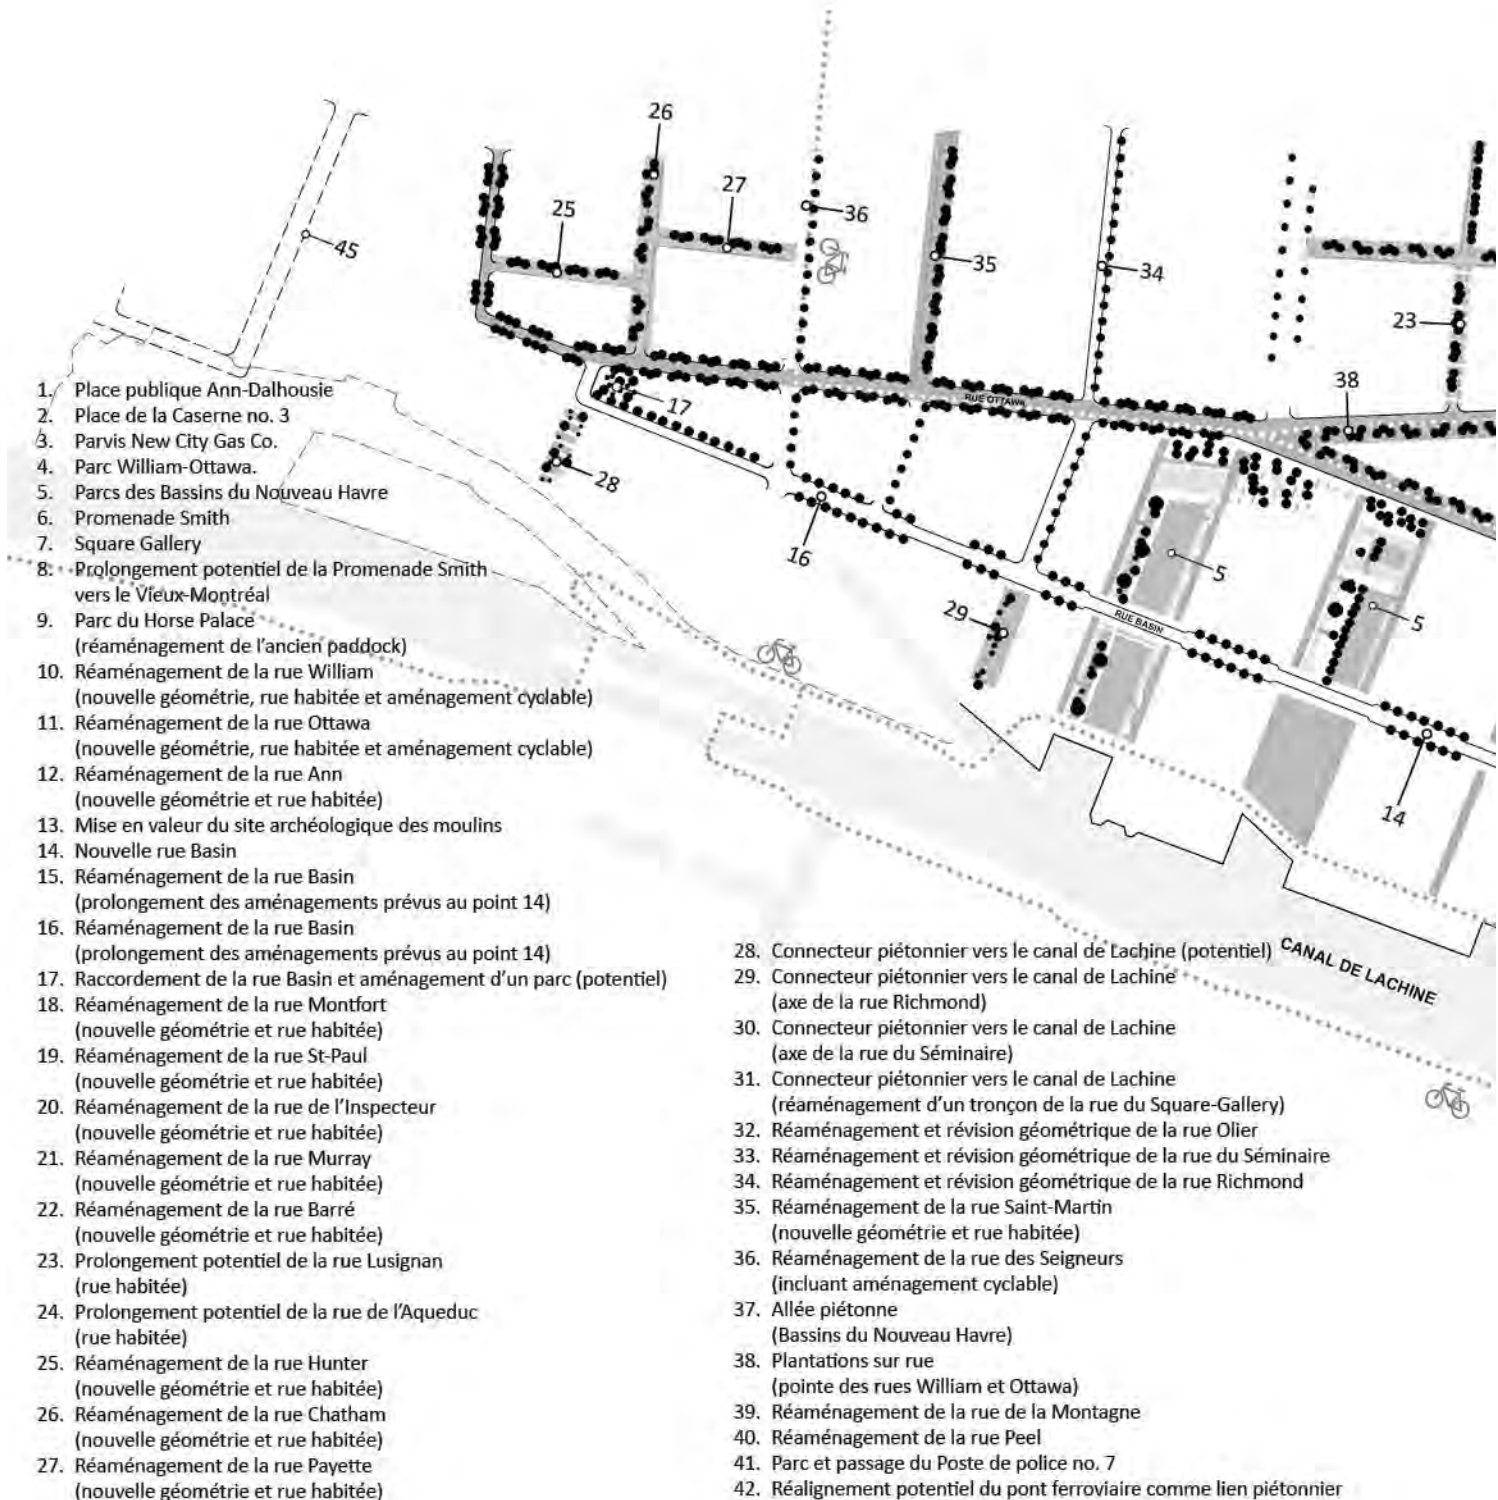 26
27
25
36
35
34
45
23
38
RUE OTTAWA
17
28
16
5
5
29
RUE BASIN
14
CANAL DE LACHINE
1. Place publique Ann-Dalhousie
2. Place de la Caserne no. 3
3. Parvis New City Gas Co.
4. Parc William-Ottawa.
5. Parcs des Bassins du Nouveau Havre
6. Promenade Smith
7. Square Gallery
8. Prolongement potentiel de la Promenade Smith
vers le Vieux-Montréal
9. Parc du Horse Palace
(réaménagement de l'ancien paddock)
10. Réaménagement de la rue William
(nouvelle géométrie, rue habitée et aménagement cyclable)
11. Réaménagement de la rue Ottawa
(nouvelle géométrie, rue habitée et aménagement cyclable)
12. Réaménagement de la rue Ann
(nouvelle géométrie et rue habitée)
13. Mise en valeur du site archéologique des moulins
14. Nouvelle rue Basin
15. Réaménagement de la rue Basin
(prolongement des aménagements prévus au point 14)
16. Réaménagement de la rue Basin
(prolongement des aménagements prévus au point 14)
17. Raccordement de la rue Basin et aménagement d'un parc (potentiel)
18. Réaménagement de la rue Montfort
(nouvelle géométrie et rue habitée)
19. Réaménagement de la rue St-Paul
(nouvelle géométrie et rue habitée)
20. Réaménagement de la rue de l'Inspecteur
(nouvelle géométrie et rue habitée)
21. Réaménagement de la rue Murray
(nouvelle géométrie et rue habitée)
22. Réaménagement de la rue Barré
(nouvelle géométrie et rue habitée)
23. Prolongement potentiel de la rue Lusignan
(rue habitée)
24. Prolongement potentiel de la rue de l'Aqueduc
(rue habitée)
25. Réaménagement de la rue Hunter
(nouvelle géométrie et rue habitée)
26. Réaménagement de la rue Chatham
(nouvelle géométrie et rue habitée)
27. Réaménagement de la rue Payette
(nouvelle géométrie et rue habitée)
28. Connecteur piétonnier vers le canal de Lachine (potentiel)
29. Connecteur piétonnier vers le canal de Lachine
(axe de la rue Richmond)
30. Connecteur piétonnier vers le canal de Lachine
(axe de la rue du Séminaire)
31. Connecteur piétonnier vers le canal de Lachine
(réaménagement d'un tronçon de la rue du Square-Gallery)
32. Réaménagement et révision géométrique de la rue Olier
33. Réaménagement et révision géométrique de la rue du Séminaire
34. Réaménagement et révision géométrique de la rue Richmond
35. Réaménagement de la rue Saint-Martin
(nouvelle géométrie et rue habitée)
36. Réaménagement de la rue des Seigneurs
(incluant aménagement cyclable)
37. Allée piétonne
(Bassins du Nouveau Havre)
38. Plantations sur rue
(pointe des rues William et Ottawa)
39. Réaménagement de la rue de la Montagne
40. Réaménagement de la rue Peel
41. Parc et passage du Poste de police no. 7
42. Réalignement potentiel du pont ferroviaire comme lien piétonnier